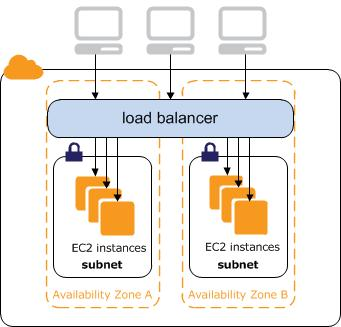 load balancer
EC2 instances
subnet
EC2 instances
subnet
Availability Zone A
Availability Zone B